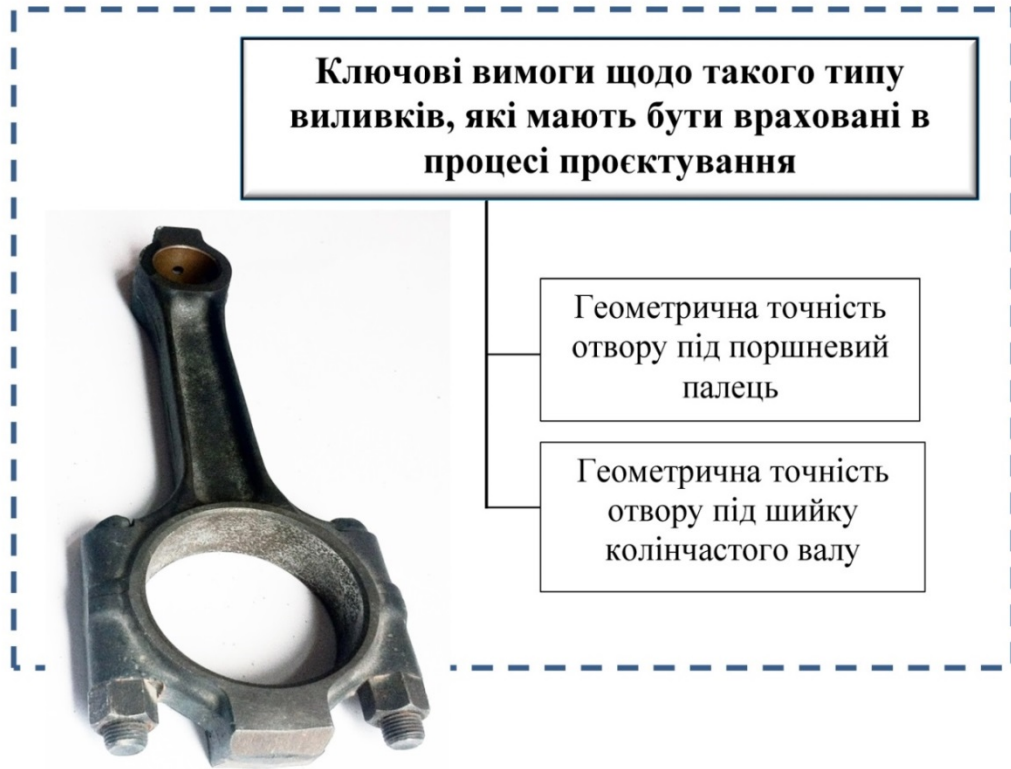 Ключові вимоги щодо такого типу
виливків, які мають бути враховані в
процесі проєктування
Геометрична точність
отвору під поршневий
палець
Геометрична точність
отвору під шийку
колінчастого валу